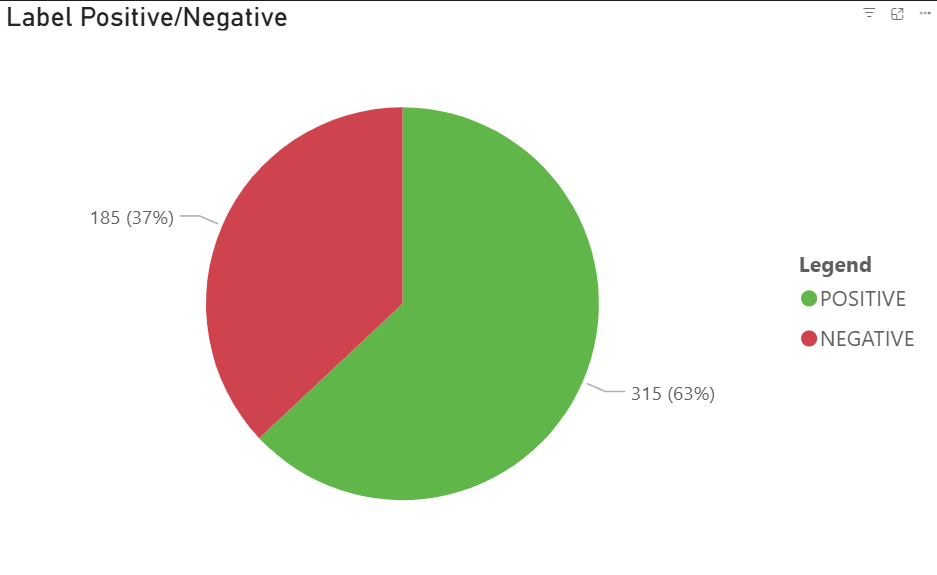 Label Positive/Negative
185 (37%)
Legend
POSITIVE
NEGATIVE
315 (63%)